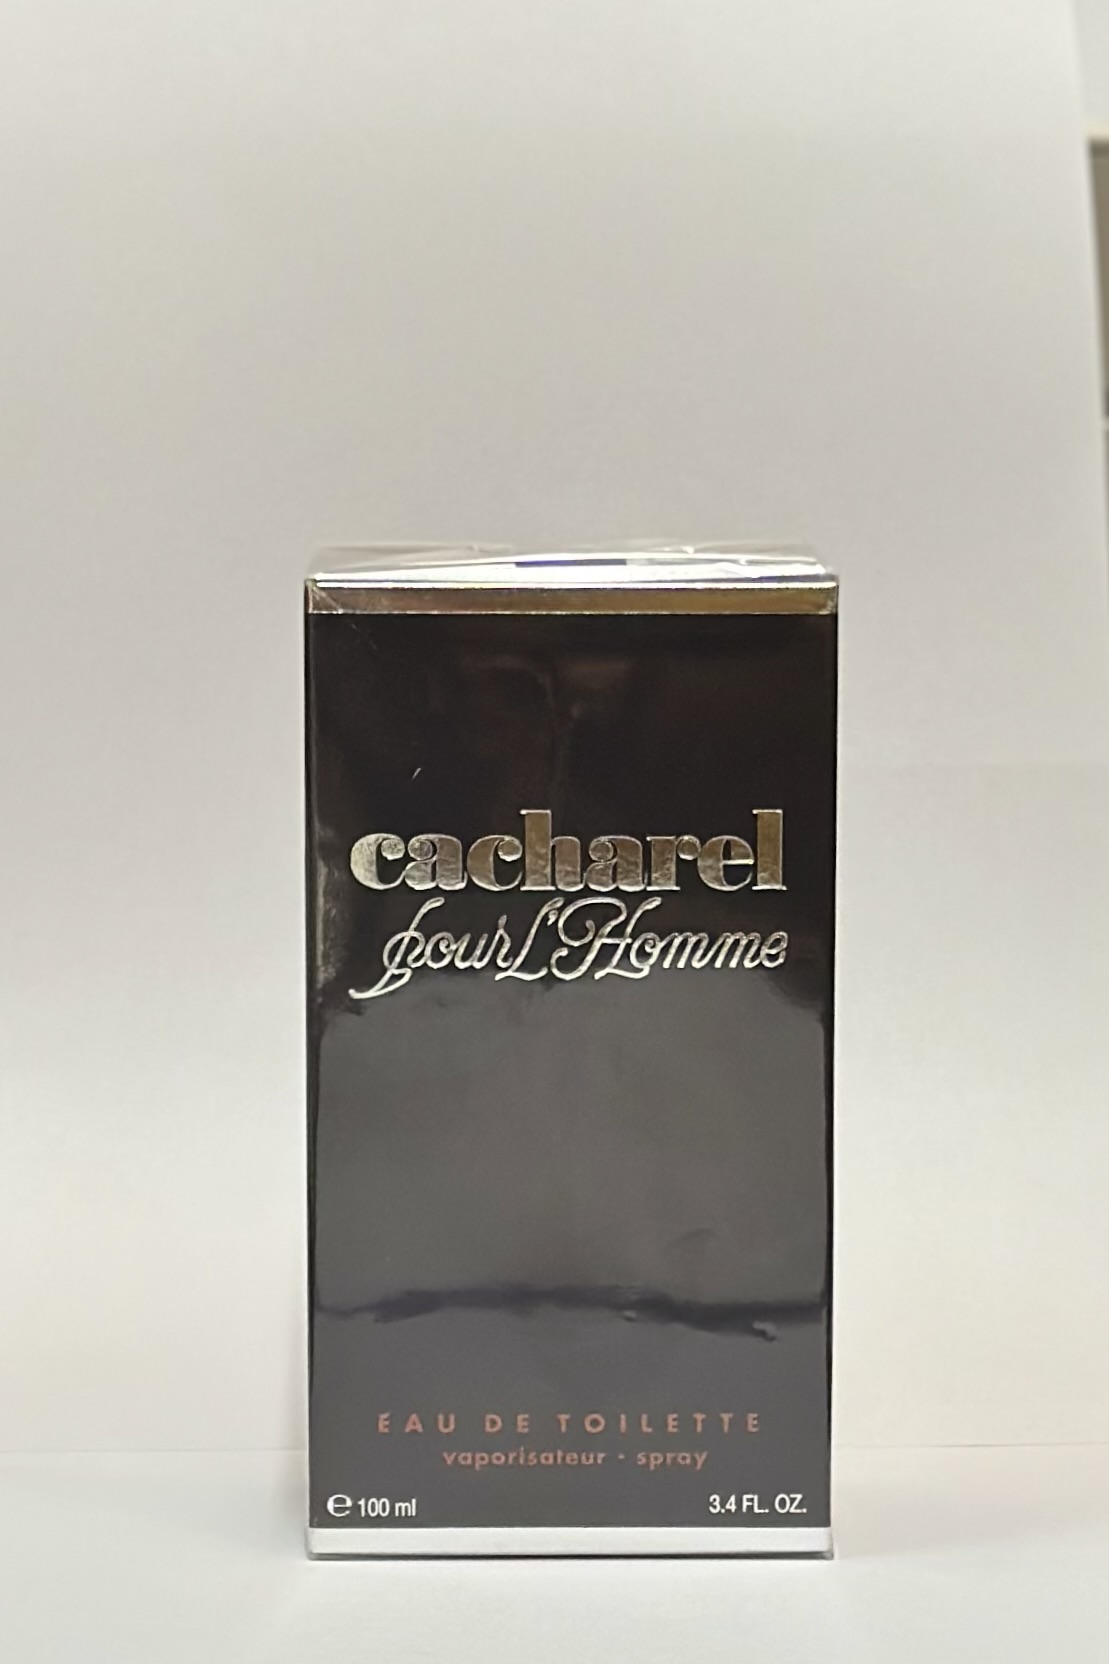 cacharel
pour L'Homme
EAU DE TOILETTE
vaporisateur • spray
℮ 100 ml
3.4 FL. OZ.